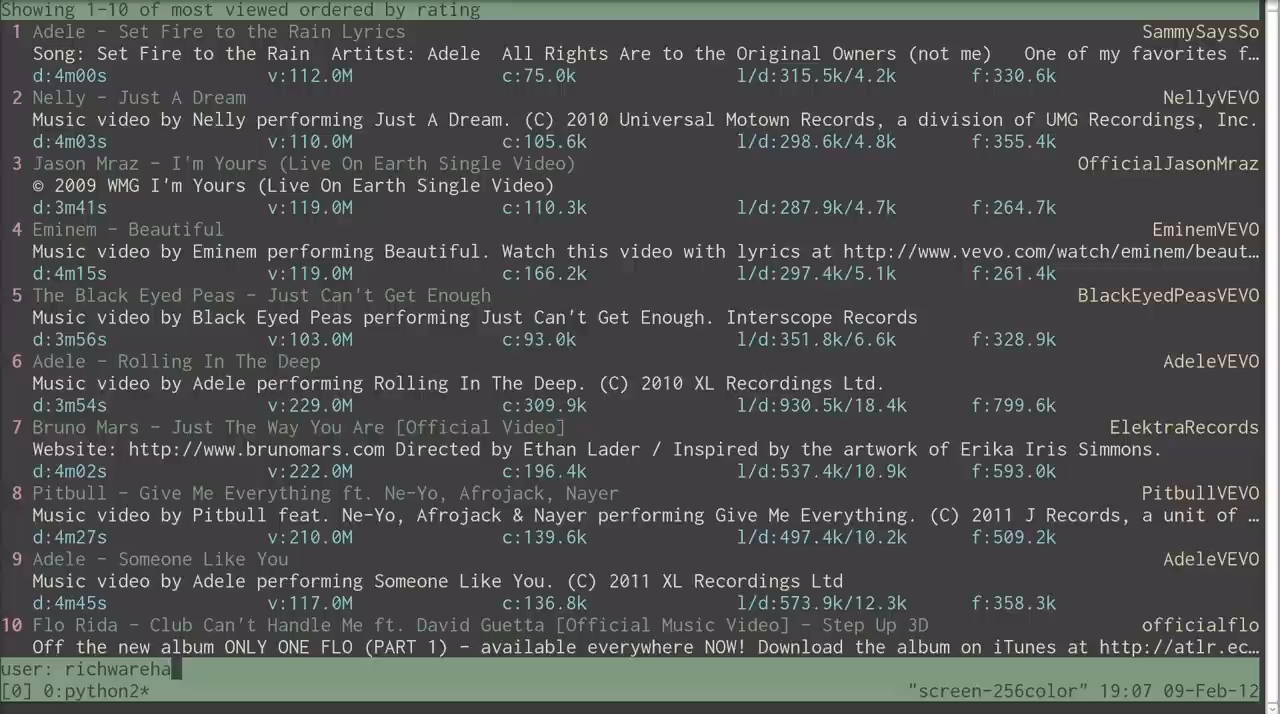 Showing 1-10 of most viewed ordered by rating
1 Adele - Set Fire to the Rain Lyrics SammySaysSo
Song: Set Fire to the Rain Artitst: Adele All Rights Are to the Original Owners (not me) One of my favorites f…
d:4m00s v:112.0M c:75.0k l/d:315.5k/4.2k f:330.6k
2 Nelly - Just A Dream NellyVEVO
Music video by Nelly performing Just A Dream. (C) 2010 Universal Motown Records, a division of UMG Recordings, Inc.
d:4m03s v:110.0M c:105.6k l/d:298.6k/4.8k f:355.4k
3 Jason Mraz - I'm Yours (Live On Earth Single Video) OfficialJasonMraz
© 2009 WMG I'm Yours (Live On Earth Single Video)
d:3m41s v:119.0M c:110.3k l/d:287.9k/4.7k f:264.7k
4 Eminem - Beautiful EminemVEVO
Music video by Eminem performing Beautiful. Watch this video with lyrics at http://www.vevo.com/watch/eminem/beaut…
d:4m15s v:119.0M c:166.2k l/d:297.4k/5.1k f:261.4k
5 The Black Eyed Peas - Just Can't Get Enough BlackEyedPeasVEVO
Music video by Black Eyed Peas performing Just Can't Get Enough. Interscope Records
d:3m56s v:103.0M c:93.0k l/d:351.8k/6.6k f:328.9k
6 Adele - Rolling In The Deep AdeleVEVO
Music video by Adele performing Rolling In The Deep. (C) 2010 XL Recordings Ltd.
d:3m54s v:229.0M c:309.9k l/d:930.5k/18.4k f:799.6k
7 Bruno Mars - Just The Way You Are [Official Video] ElektraRecords
Website: http://www.brunomars.com Directed by Ethan Lader / Inspired by the artwork of Erika Iris Simmons.
d:4m02s v:222.0M c:196.4k l/d:537.4k/10.9k f:593.0k
8 Pitbull - Give Me Everything ft. Ne-Yo, Afrojack, Nayer PitbullVEVO
Music video by Pitbull feat. Ne-Yo, Afrojack & Nayer performing Give Me Everything. (C) 2011 J Records, a unit of …
d:4m27s v:210.0M c:139.6k l/d:497.4k/10.2k f:509.2k
9 Adele - Someone Like You AdeleVEVO
Music video by Adele performing Someone Like You. (C) 2011 XL Recordings Ltd
d:4m45s v:117.0M c:136.8k l/d:573.9k/12.3k f:358.3k
10 Flo Rida - Club Can't Handle Me ft. David Guetta [Official Music Video] - Step Up 3D officialflo
Off the new album ONLY ONE FLO (PART 1) - available everywhere NOW! Download the album on iTunes at http://atlr.ec…
user: richwareha
[0] 0:python2* "screen-256color" 19:07 09-Feb-12